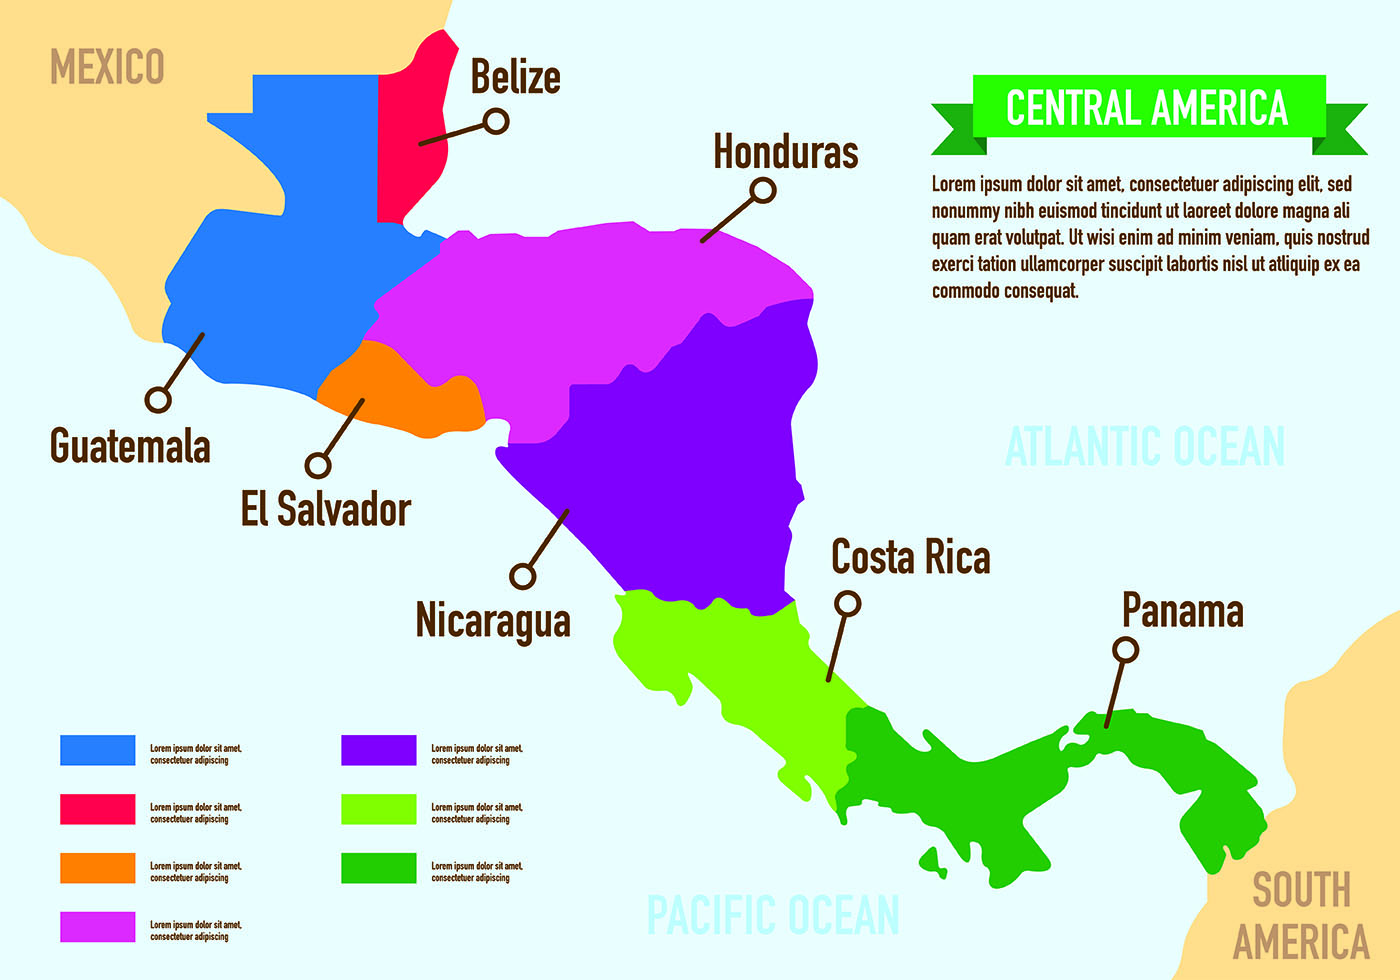 MEXICO
Belize
Honduras
CENTRAL AMERICA
Lorem ipsum dolor sit amet, consectetuer adipiscing elit, sed
nonummy nibh euismod tincidunt ut laoreet dolore magna ali
quam erat volutpat. Ut wisi enim ad minim veniam, quis nostrud
exerci tation ullamcorper suscipit labortis nisl ut atliquip ex ea
commodo consequat.
Guatemala
El Salvador
ATLANTIC OCEAN
Nicaragua
Costa Rica
Panama
Lorem ipsum dolor sit amet,
consectetuer adipiscing
Lorem ipsum dolor sit amet,
consectetuer adipiscing
Lorem ipsum dolor sit amet,
consectetuer adipiscing
Lorem ipsum dolor sit amet,
consectetuer adipiscing
Lorem ipsum dolor sit amet,
consectetuer adipiscing
Lorem ipsum dolor sit amet,
consectetuer adipiscing
Lorem ipsum dolor sit amet,
consectetuer adipiscing
PACIFIC OCEAN
SOUTH
AMERICA